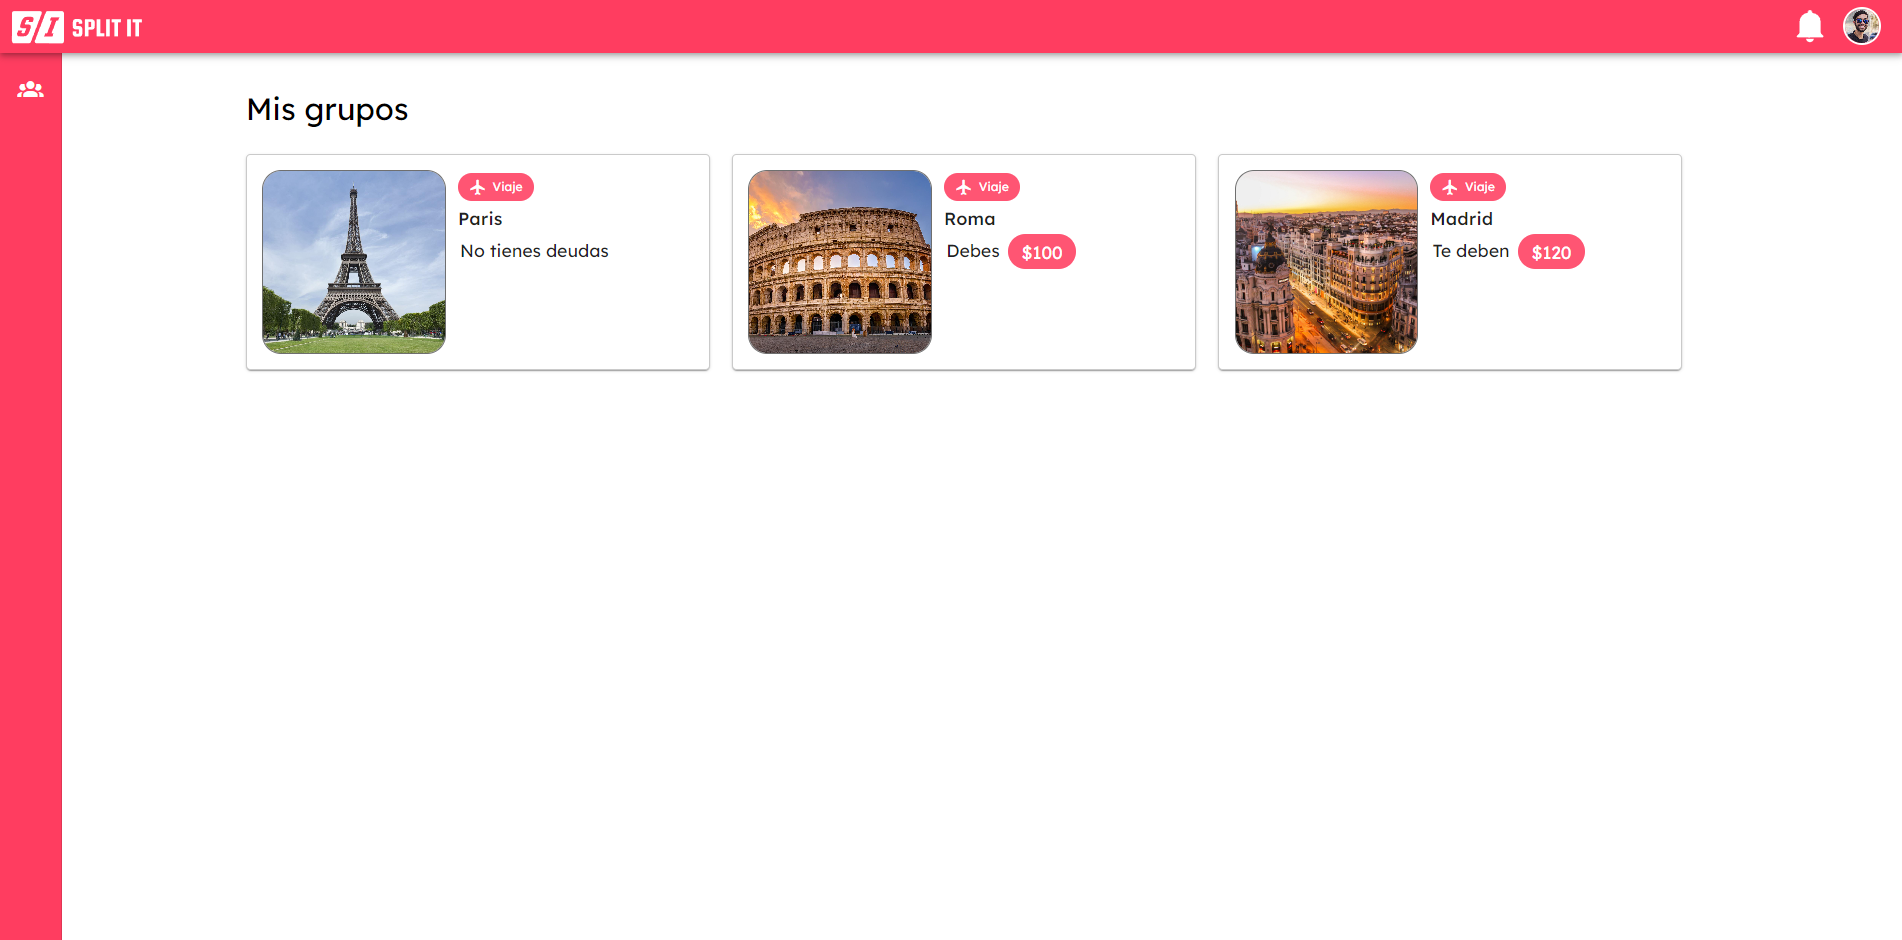 S/I SPLIT IT
Mis grupos
Viaje
Paris
No tienes deudas
Viaje
Roma
Debes $100
Viaje
Madrid
Te deben $120